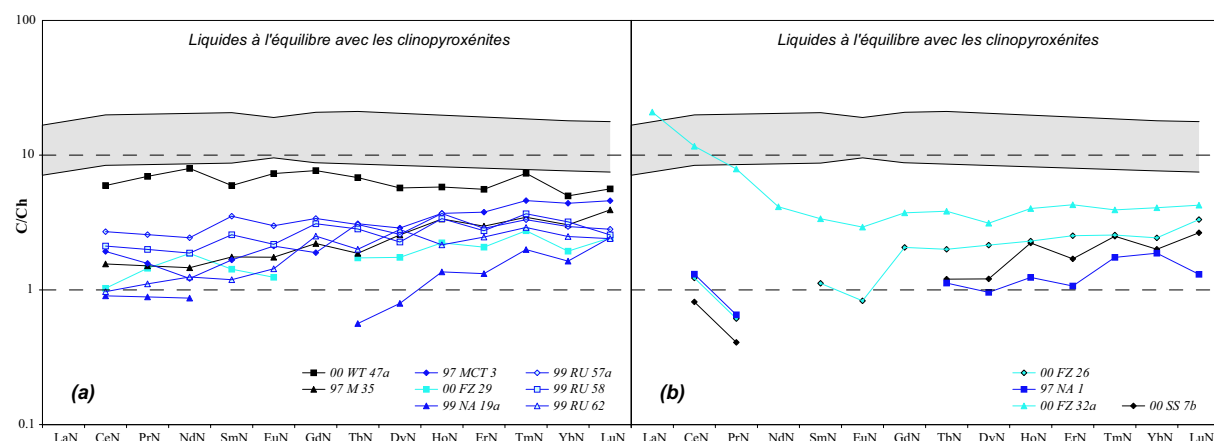 100
10
1
0.1
C/Ch
Liquides à l'équilibre avec les clinopyroxénites
00 WT 47a
97 MCT 3
99 RU 57a
97 M 35
00 FZ 29
99 RU 58
99 NA 19a
99 RU 62
(a)
LaN CeN PrN NdN SmN EuN GdN TbN DyN HoN ErN TmN YbN LuN
Liquides à l'équilibre avec les clinopyroxénites
00 FZ 26
97 NA 1
00 FZ 32a
00 SS 7b
(b)
LaN CeN PrN NdN SmN EuN GdN TbN DyN HoN ErN TmN YbN LuN